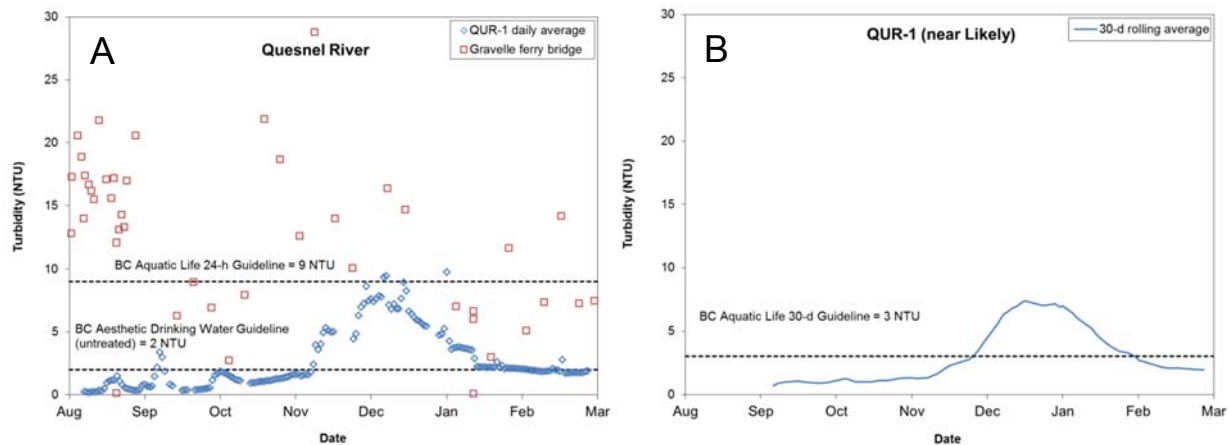 A
Quesnel River
QUR-1 daily average
Gravelle ferry bridge
30
25
20
15
10
5
0
Turbidity (NTU)
BC Aquatic Life 24-h Guideline = 9 NTU
BC Aesthetic Drinking Water Guideline
(untreated) = 2 NTU
Aug Sep Oct Nov Dec Jan Feb Mar
Date
B
QUR-1 (near Likely)
30-d rolling average
30
25
20
15
10
5
0
Turbidity (NTU)
BC Aquatic Life 30-d Guideline = 3 NTU
Aug Sep Oct Nov Dec Jan Feb Mar
Date